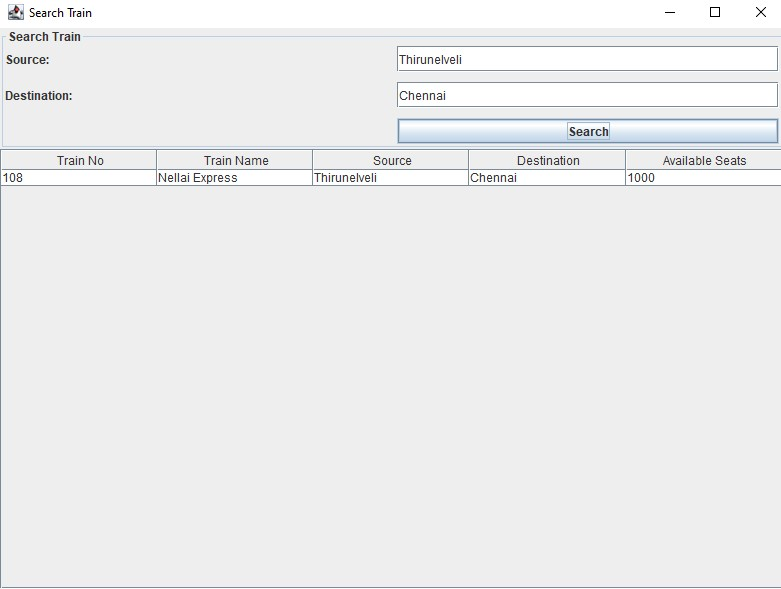 Search Train
Search Train
Source:
Thirunelveli
Destination:
Chennai
Search
Train No Train Name Source Destination Available Seats
108 Nellai Express Thirunelveli Chennai 1000